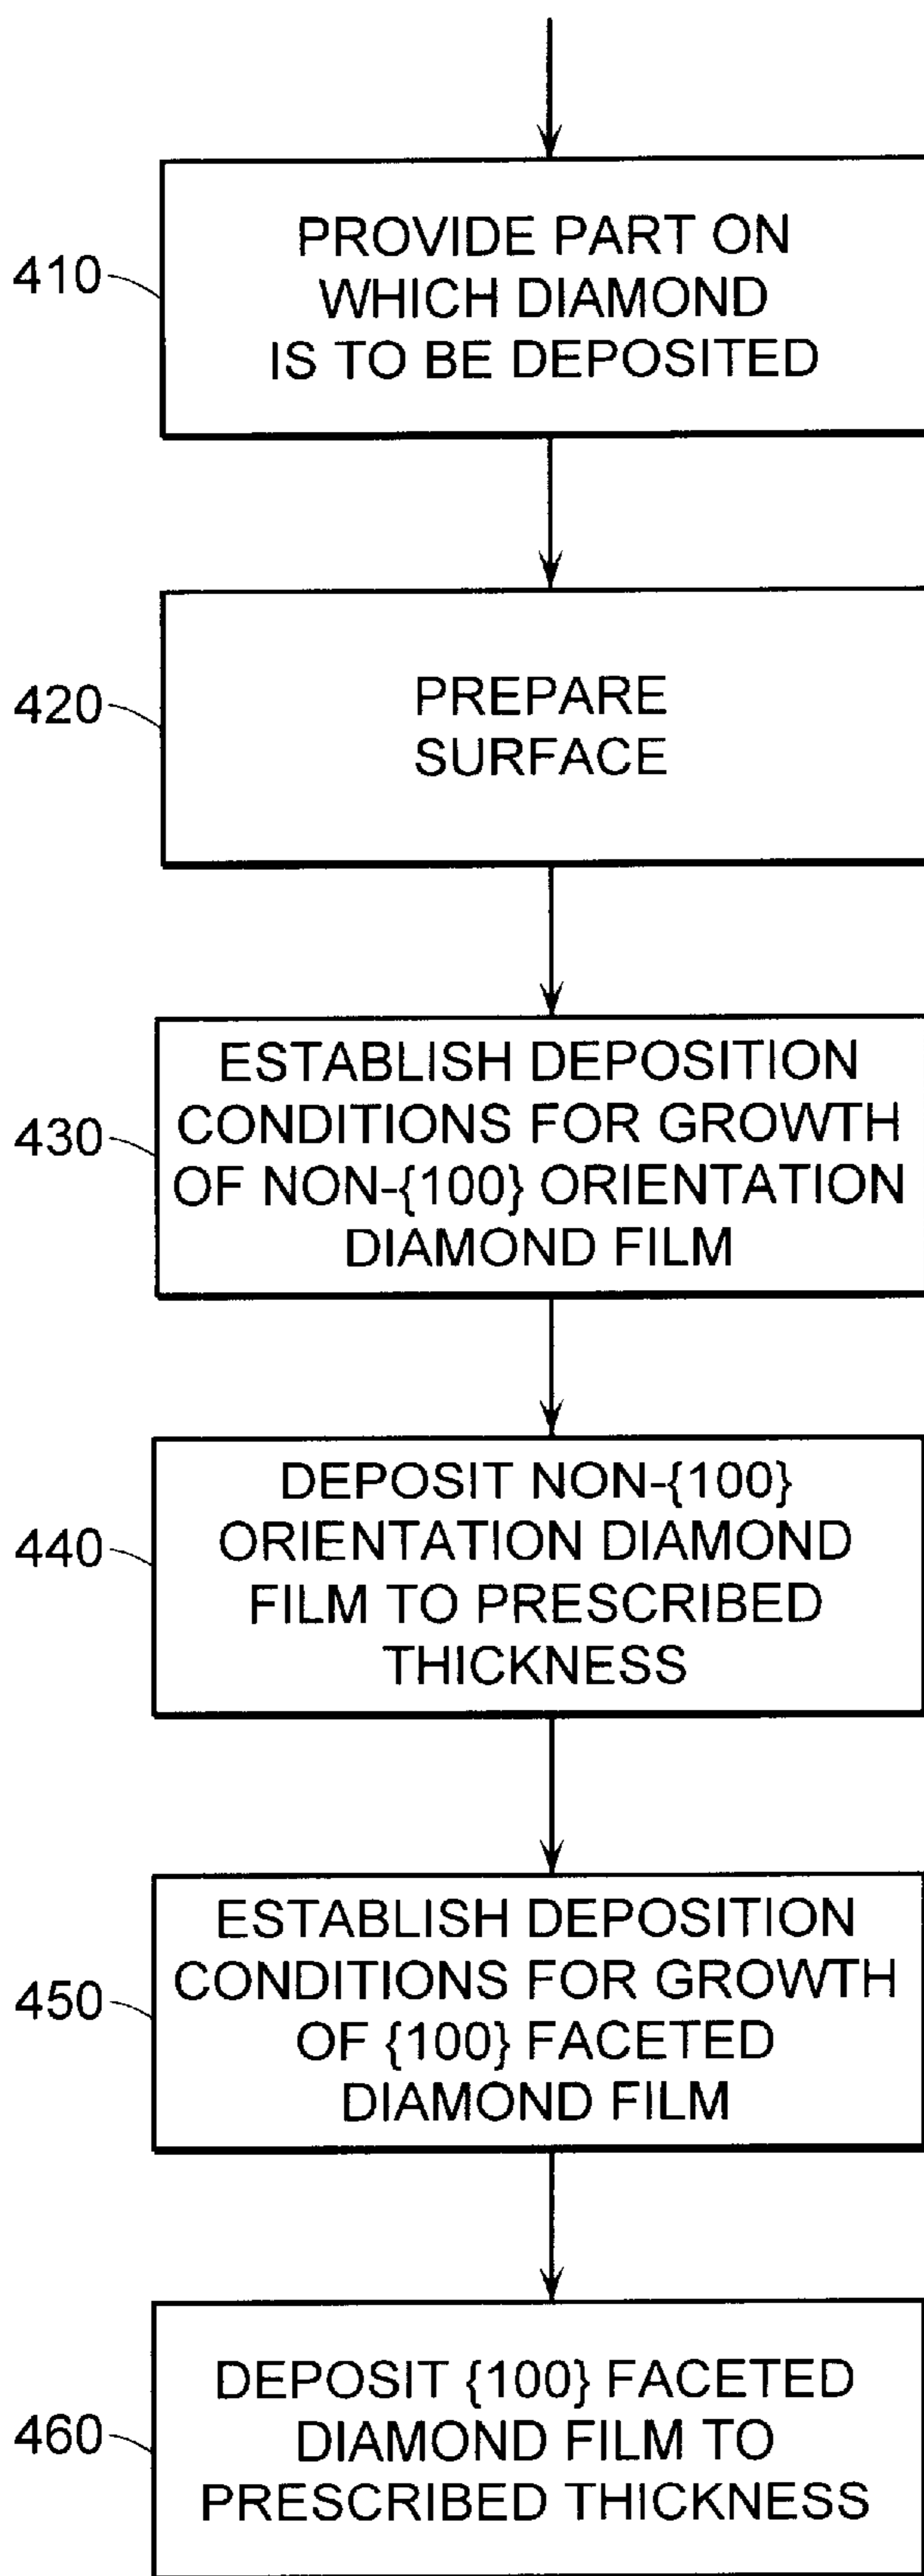 410
PROVIDE PART ON
WHICH DIAMOND
IS TO BE DEPOSITED
420
PREPARE
SURFACE
430
ESTABLISH DEPOSITION
CONDITIONS FOR GROWTH
OF NON-{100} ORIENTATION
DIAMOND FILM
440
DEPOSIT NON-{100}
ORIENTATION DIAMOND
FILM TO PRESCRIBED
THICKNESS
450
ESTABLISH DEPOSITION
CONDITIONS FOR GROWTH
OF {100} FACETED
DIAMOND FILM
460
DEPOSIT {100} FACETED
DIAMOND FILM TO
PRESCRIBED THICKNESS